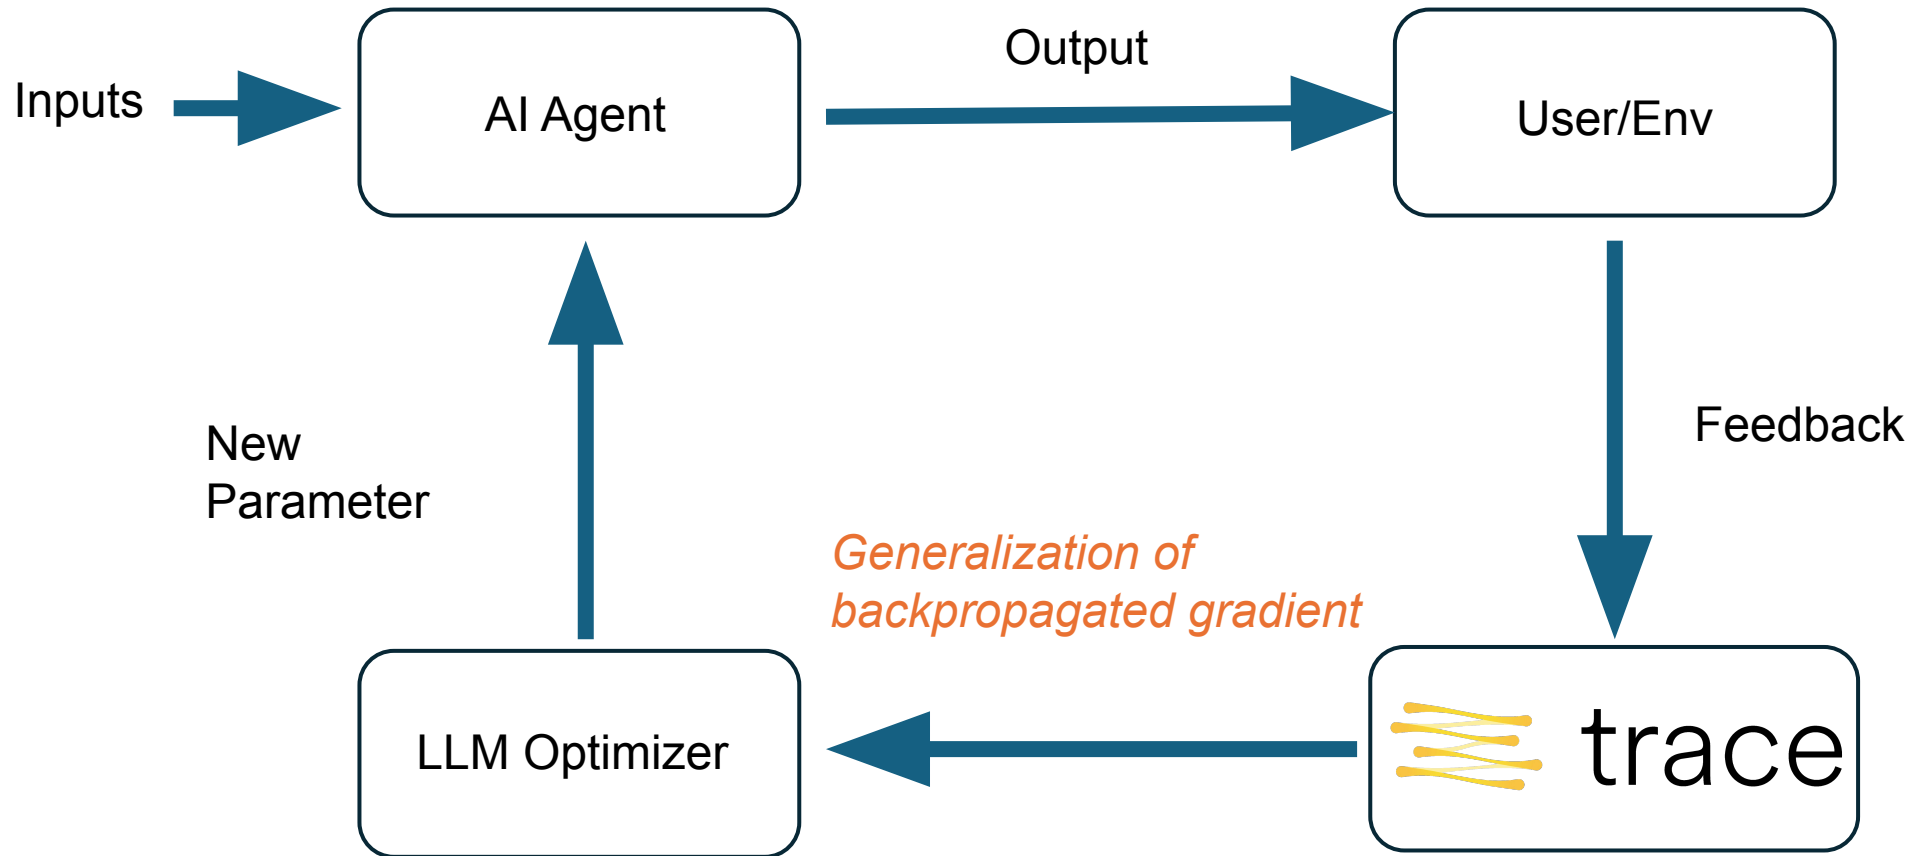 Output
Inputs
AI Agent
User/Env
New
Parameter
Feedback
Generalization of
backpropagated gradient
LLM Optimizer
trace